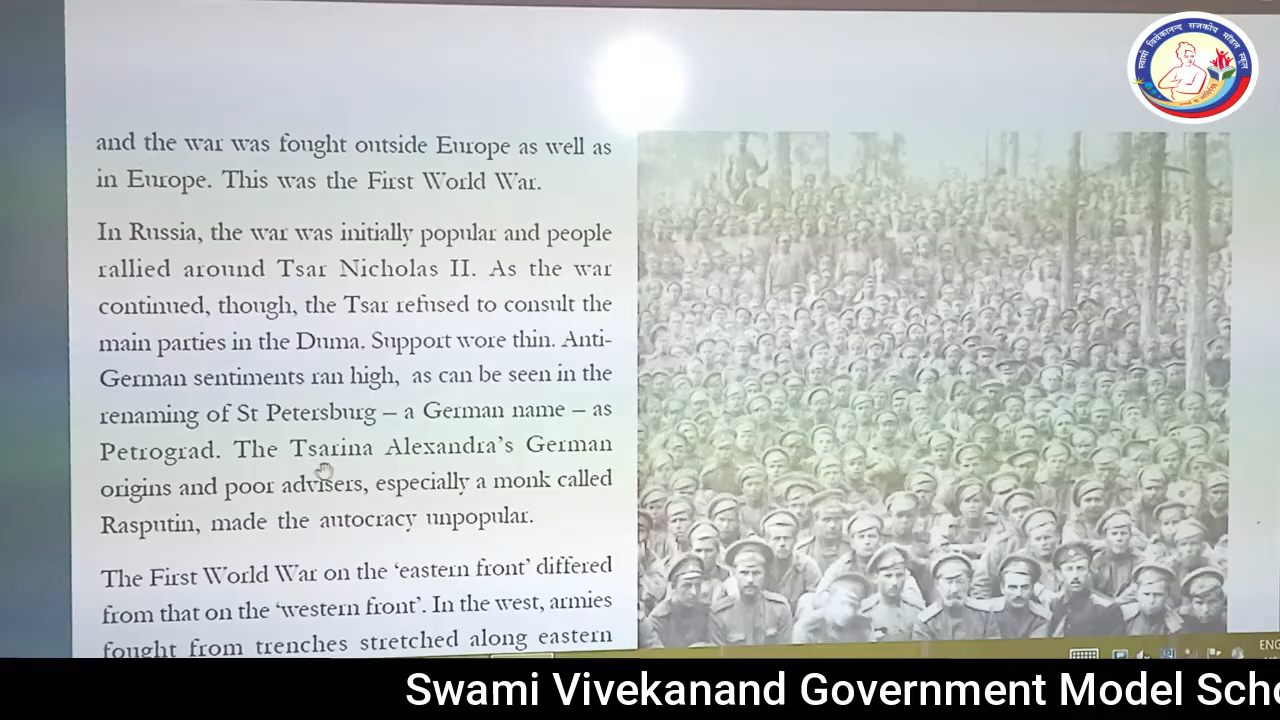 स्वामी विवेकानन्द राजकीय मॉडल स्कूल
and the war was fought outside Europe as well as
in Europe. This was the First World War.
In Russia, the war was initially popular and people
rallied around Tsar Nicholas II. As the war
continued, though, the Tsar refused to consult the
main parties in the Duma. Support wore thin. Anti-
German sentiments ran high, as can be seen in the
renaming of St Petersburg – a German name – as
Petrograd. The Tsarina Alexandra's German
origins and poor advisers, especially a monk called
Rasputin, made the autocracy unpopular.
The First World War on the 'eastern front' differed
from that on the 'western front'. In the west, armies
fought from trenches stretched along eastern
ENG
Swami Vivekanand Government Model Scho